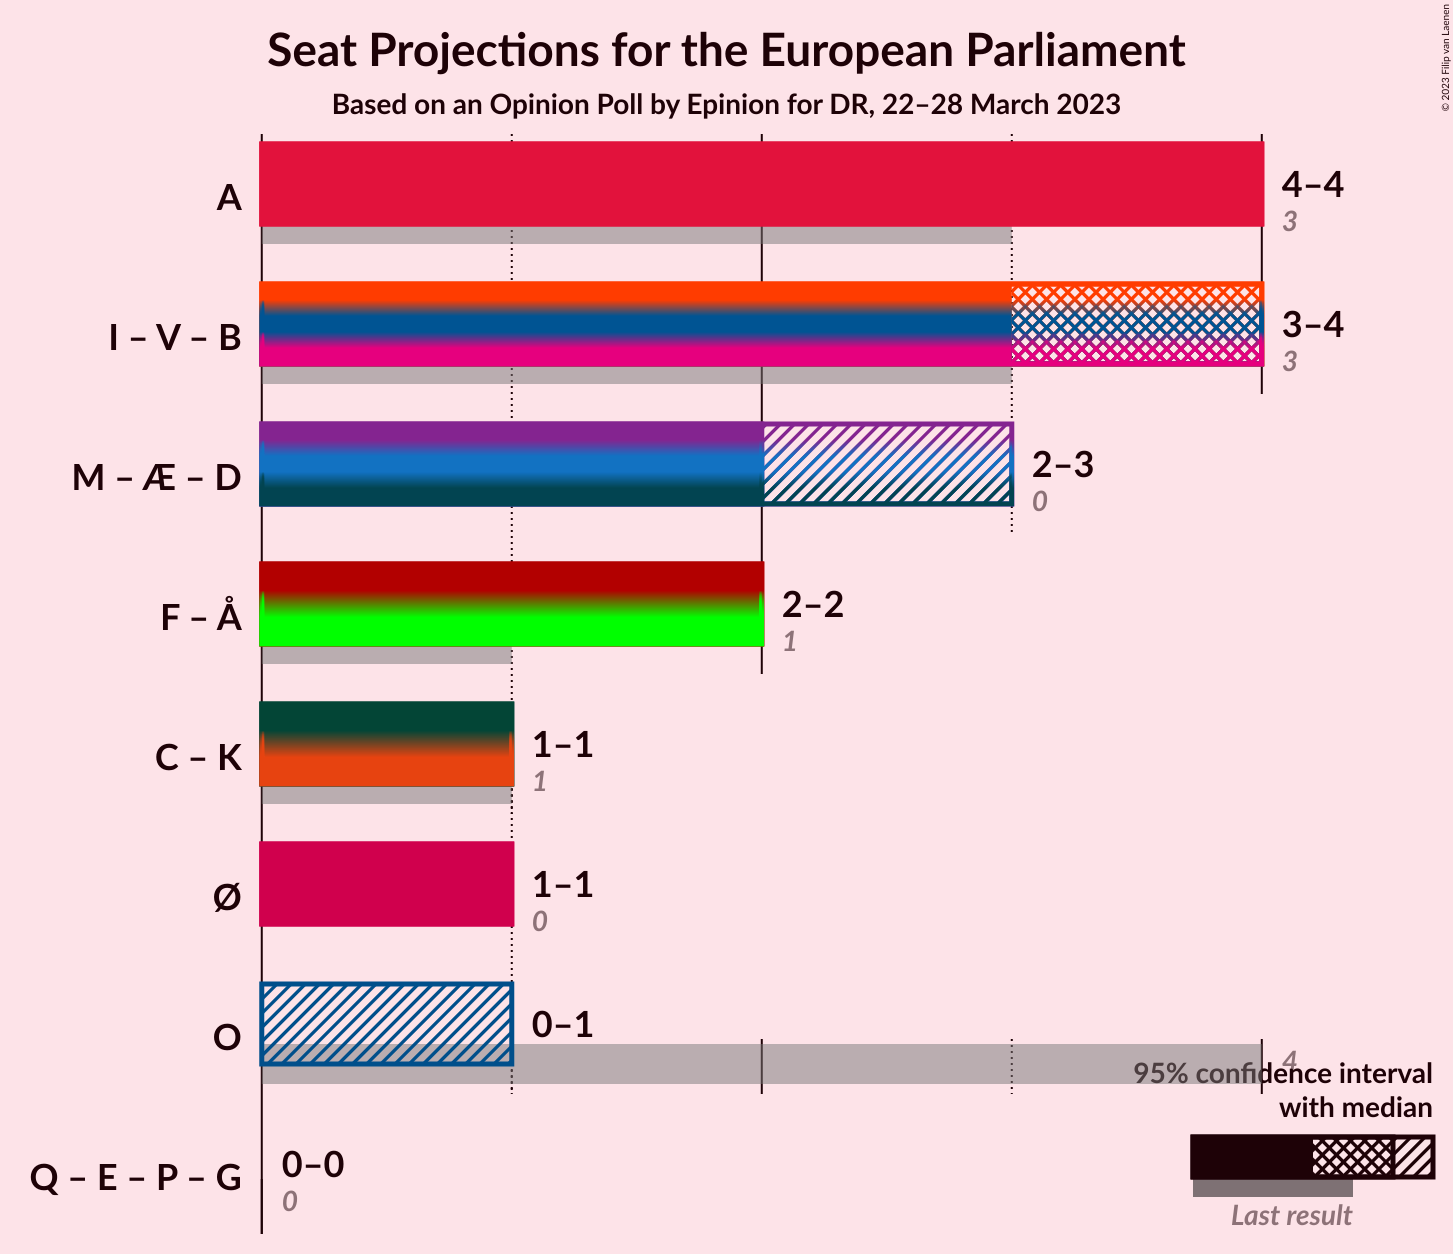 Seat Projections for the European Parliament
Based on an Opinion Poll by Epinion for DR, 22–28 March 2023
© 2023 Filip van Laenen
A
4–4
3
I – V – B
3–4
3
M – Æ – D
2–3
0
F – Å
2–2
1
C – K
1–1
1
Ø
1–1
0
O
0–1
4
95% confidence interval
with median
Q – E – P – G
0–0
0
Last result